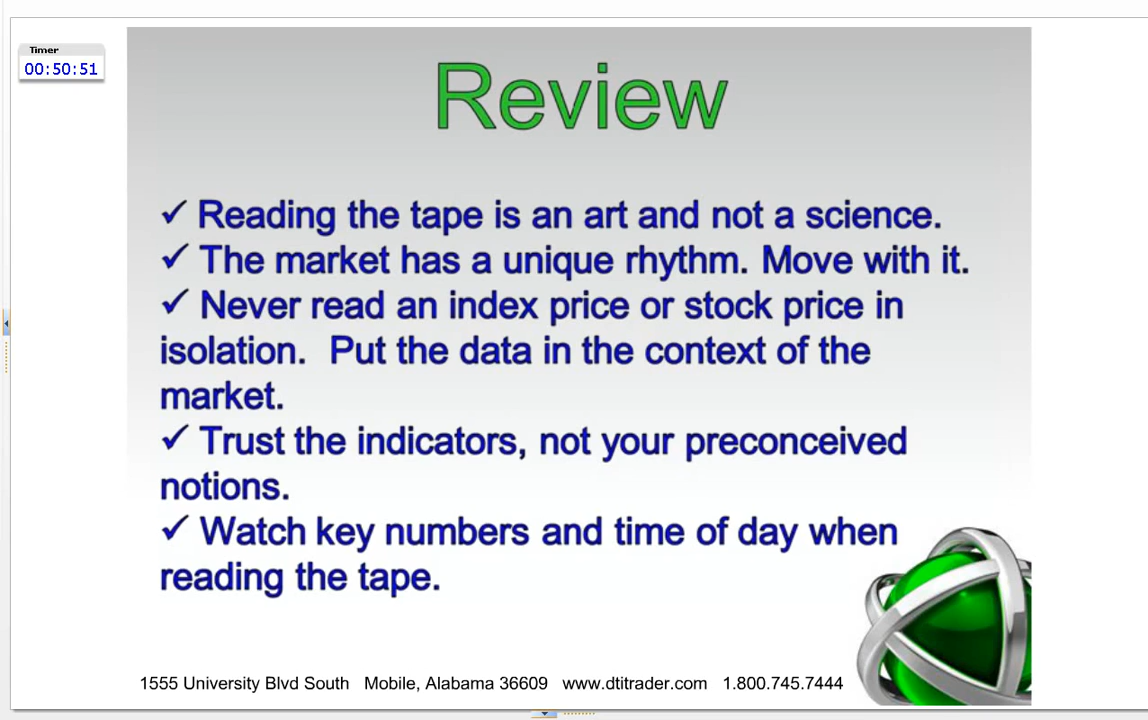 Timer
00:50:51
Review
✓ Reading the tape is an art and not a science.
✓ The market has a unique rhythm. Move with it.
✓ Never read an index price or stock price in
isolation. Put the data in the context of the
market.
✓ Trust the indicators, not your preconceived
notions.
✓ Watch key numbers and time of day when
reading the tape.
1555 University Blvd South Mobile, Alabama 36609 www.dtitrader.com 1.800.745.7444